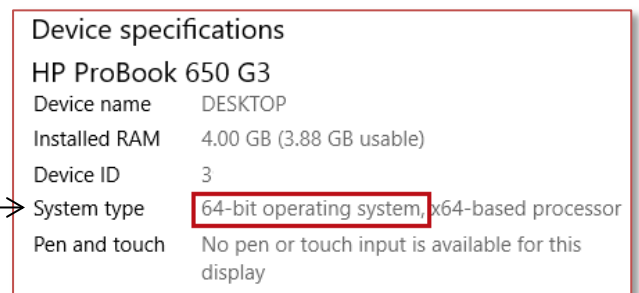 Device specifications
HP ProBook 650 G3
Device name DESKTOP
Installed RAM 4.00 GB (3.88 GB usable)
Device ID 3
System type 64-bit operating system, x64-based processor
Pen and touch No pen or touch input is available for this
display